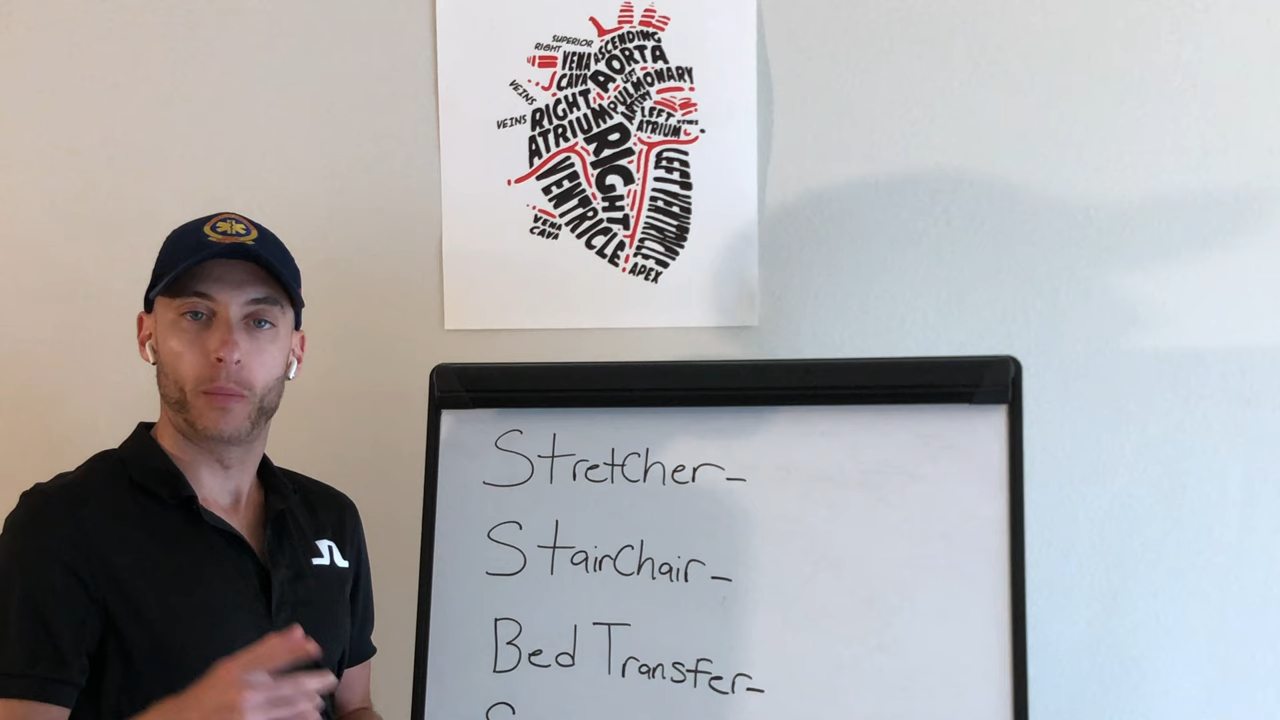 SUPERIOR
RIGHT
VENA
CAVA
ASCENDING
AORTA
LEFT
PULMONARY
ARTERY
VEINS
VEINS
RIGHT
ATRIUM
LEFT
ATRIUM
VEINS
RIGHT
VENTRICLE
LEFT VENTRICLE
VENA
CAVA
APEX
Stretcher-
StairChair-
Bed Transfer-